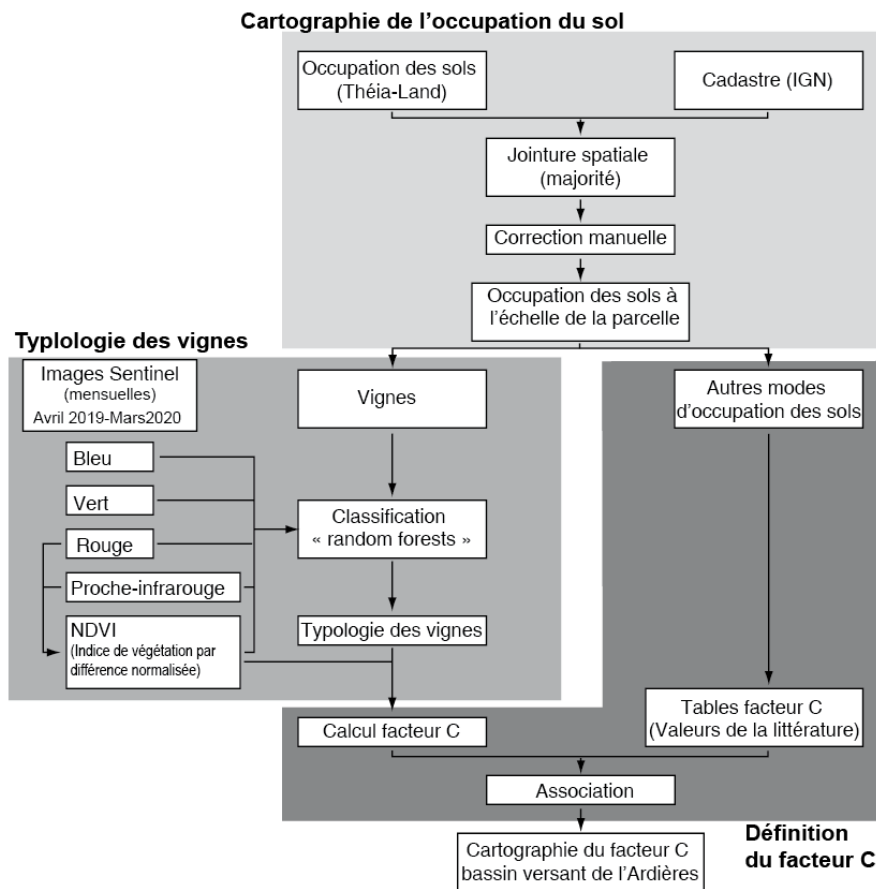 Cartographie de l'occupation du sol
Occupation des sols
(Théia-Land)
Cadastre (IGN)
Jointure spatiale
(majorité)
Correction manuelle
Occupation des sols à
l'échelle de la parcelle
Typlologie des vignes
Images Sentinel
(mensuelles)
Avril 2019-Mars2020
Vignes
Autres modes
d'occupation des sols
Bleu
Vert
Rouge
Proche-infrarouge
NDVI
(Indice de végétation par
différence normalisée)
Classification
« random forests »
Typologie des vignes
Calcul facteur C
Tables facteur C
(Valeurs de la littérature)
Association
Cartographie du facteur C
bassin versant de l'Ardières
Définition
du facteur C